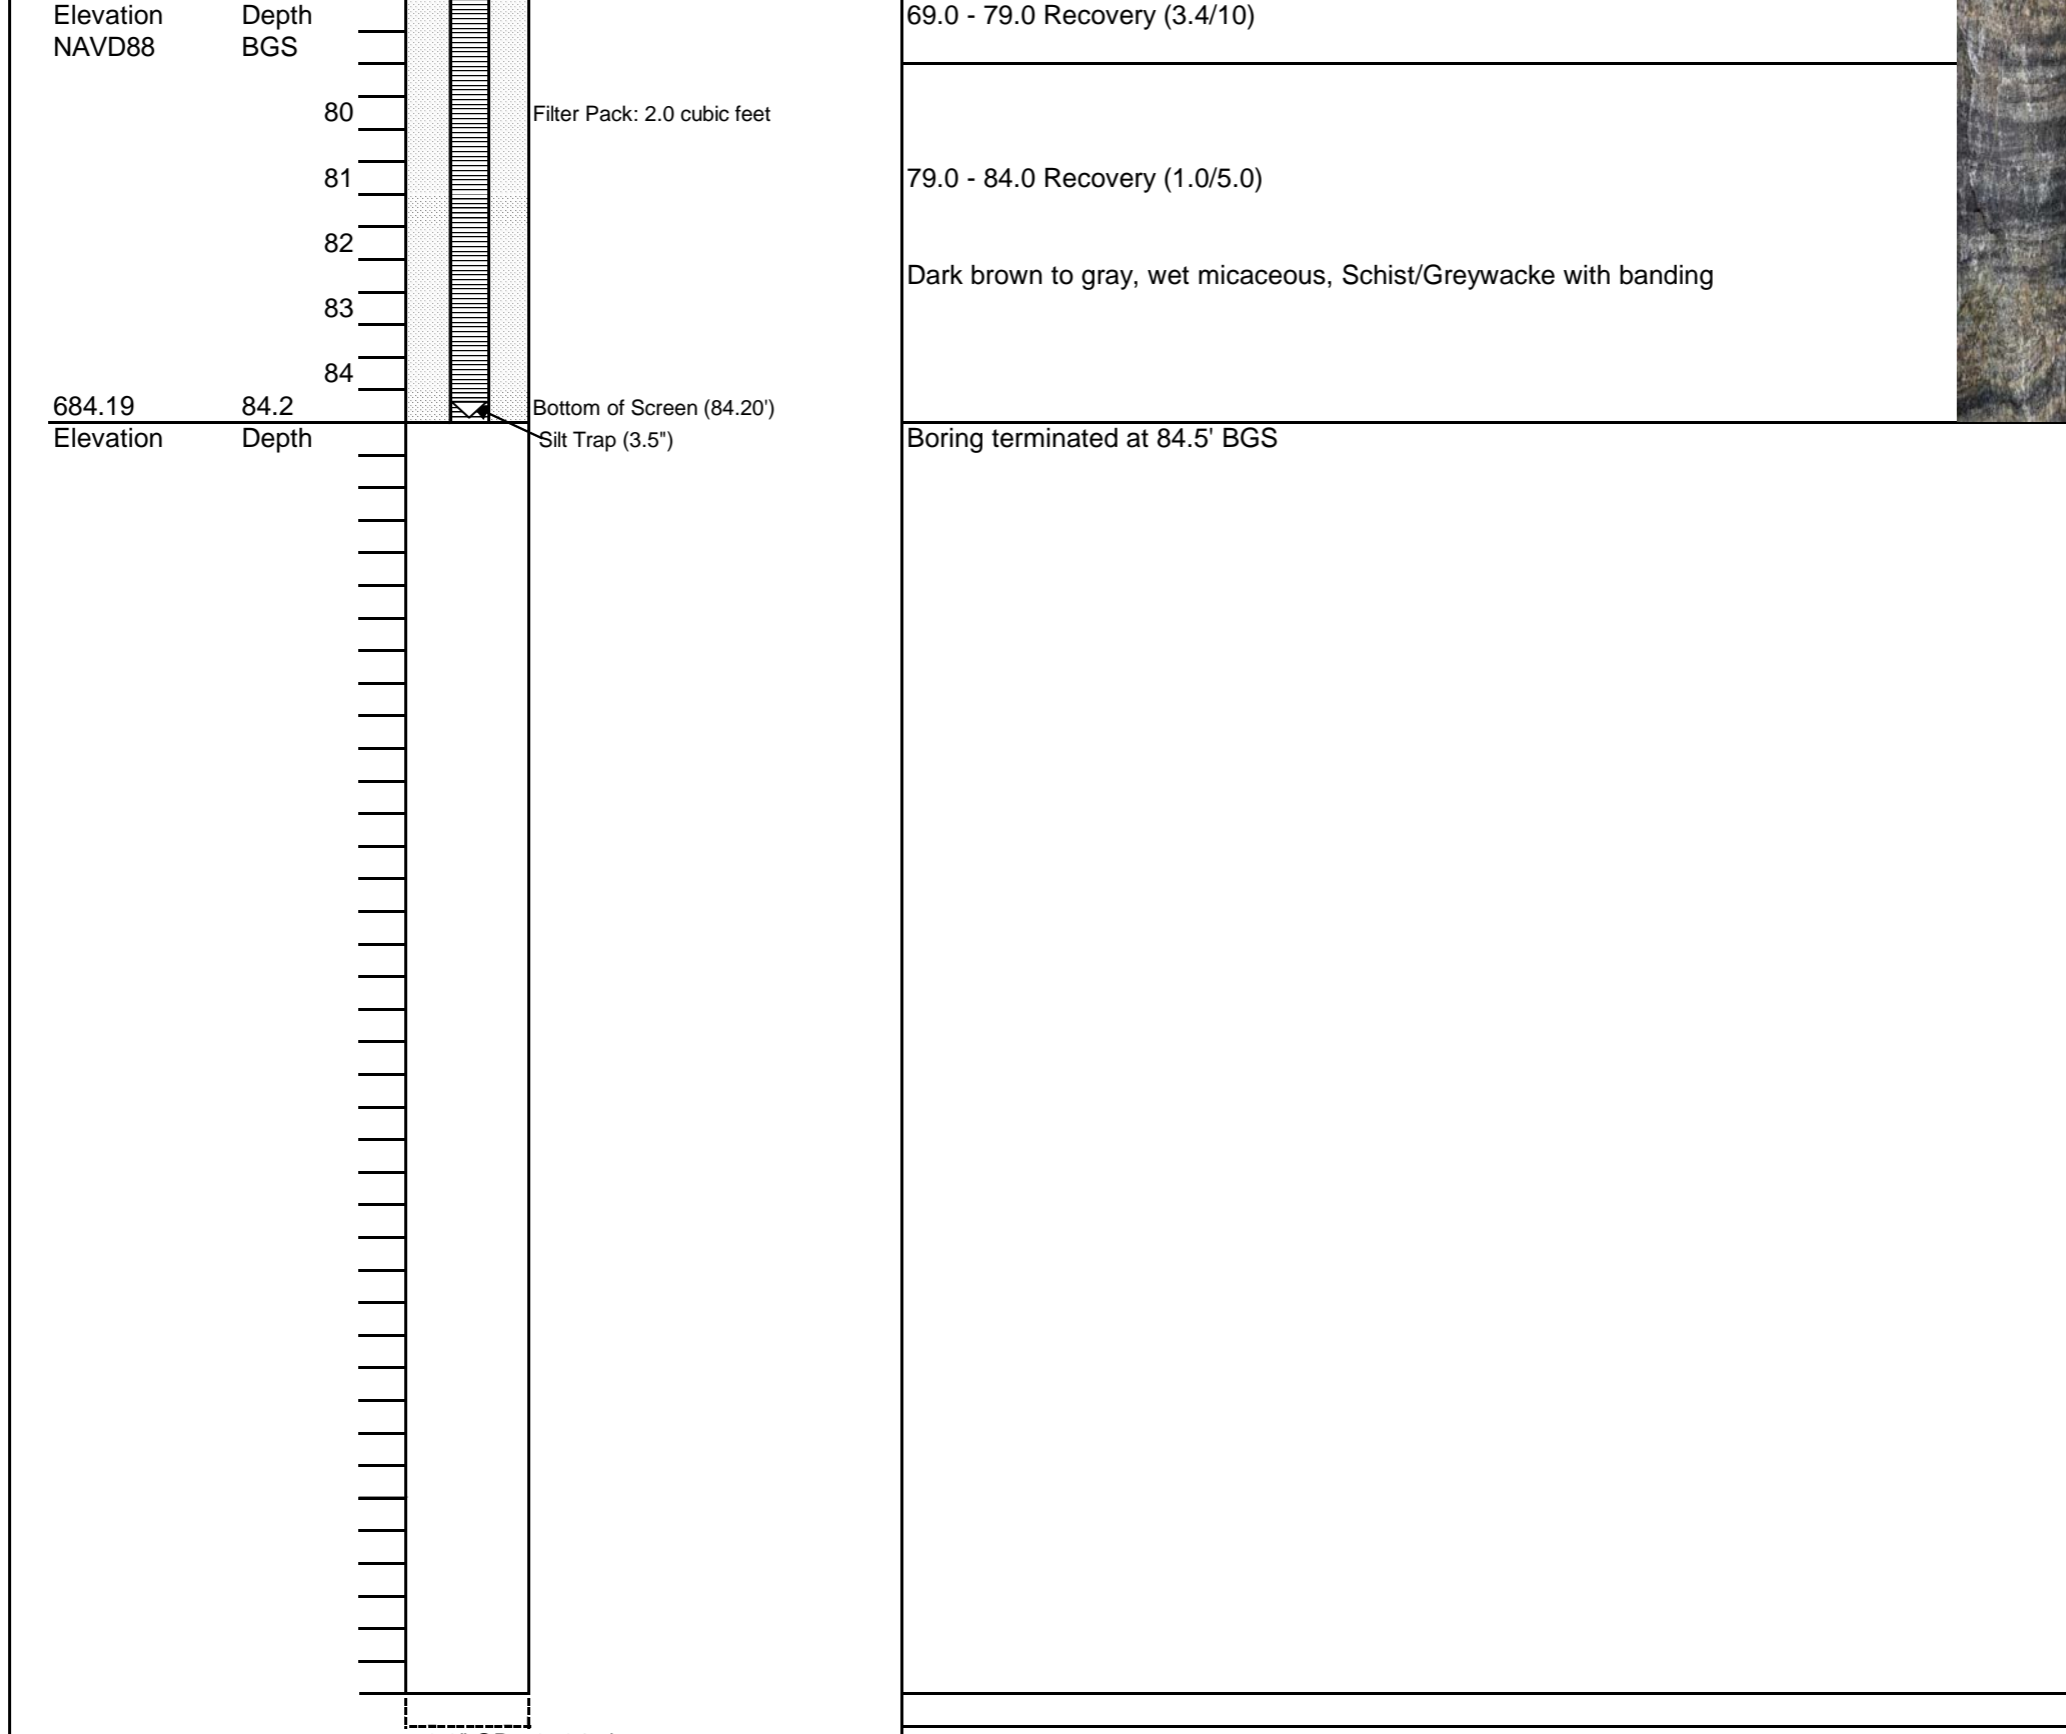 Elevation Depth 69.0 - 79.0 Recovery (3.4/10)
NAVD88 BGS
80 Filter Pack: 2.0 cubic feet
81 79.0 - 84.0 Recovery (1.0/5.0)
82
Dark brown to gray, wet micaceous, Schist/Greywacke with banding
83
84
684.19 84.2 Bottom of Screen (84.20')
Elevation Depth Silt Trap (3.5") Boring terminated at 84.5' BGS